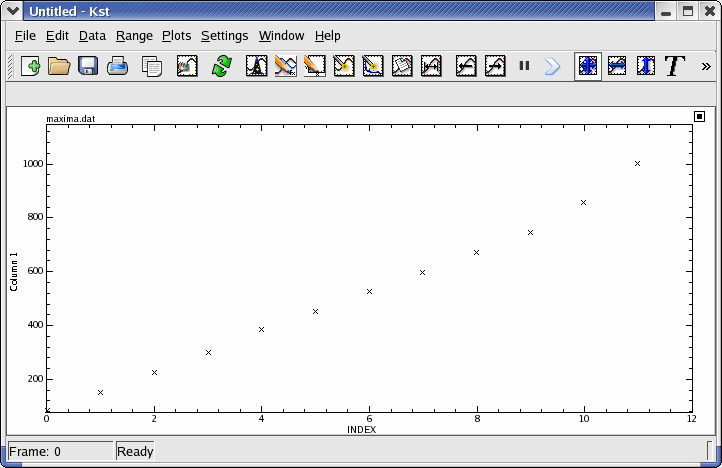 Untitled - Kst
File Edit Data Range Plots Settings Window Help
T »
maxima.dat
1000
800
600
400
200
Column 1
0 2 4 6 8 10 12
INDEX
Frame: 0 Ready